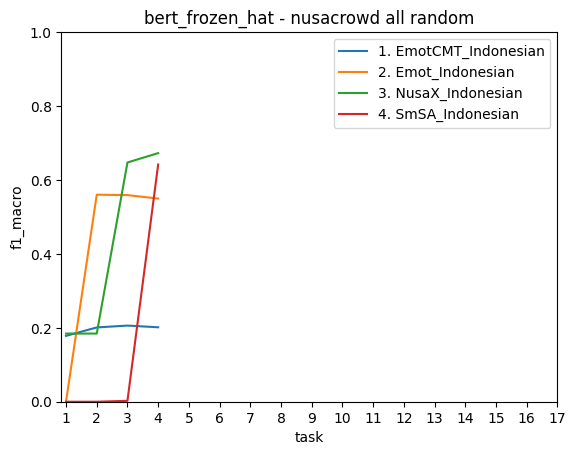 bert_frozen_hat - nusacrowd all random
1. EmotCMT_Indonesian
2. Emot_Indonesian
3. NusaX_Indonesian
4. SmSA_Indonesian
1.0
0.8
0.6
0.4
0.2
0.0
f1_macro
1 2 3 4 5 6 7 8 9 10 11 12 13 14 15 16 17
task